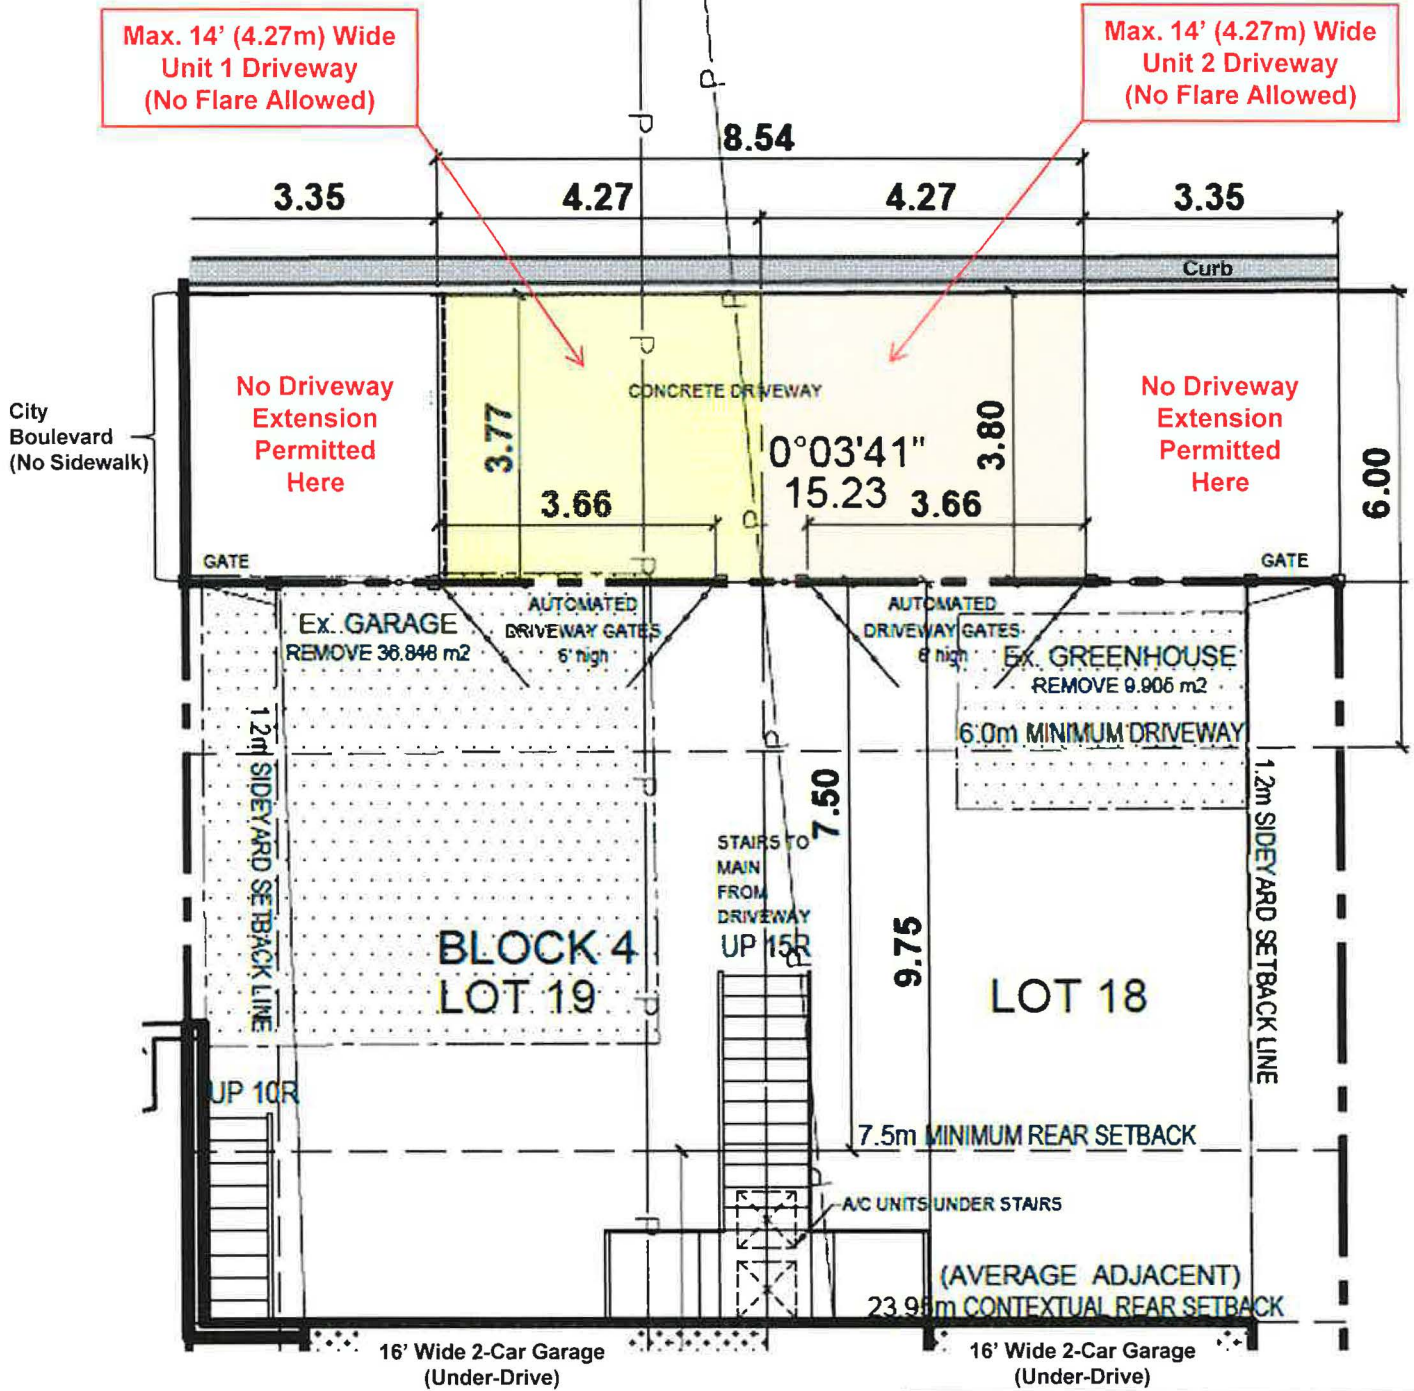 Max. 14' (4.27m) Wide
Unit 1 Driveway
(No Flare Allowed)
Max. 14' (4.27m) Wide
Unit 2 Driveway
(No Flare Allowed)
P
P
8.54
3.35
4.27
4.27
3.35
Curb
P
P
City
Boulevard
(No Sidewalk)
No Driveway
Extension
Permitted
Here
CONCRETE DRIVEWAY
No Driveway
Extension
Permitted
Here
3.77
3.80
6.00
0°03'41"
15.23
3.66
3.66
P
P
GATE
GATE
Ex. GARAGE
REMOVE 36.848 m2
AUTOMATED
DRIVEWAY GATES
6' high
AUTOMATED
DRIVEWAY GATES
6' high
Ex. GREENHOUSE
REMOVE 9.905 m2
6.0m MINIMUM DRIVEWAY
1.2m SIDEYARD SETBACK LINE
1.2m SIDEYARD SETBACK LINE
P
P
7.50
STAIRS TO
MAIN
FROM
DRIVEWAY
UP 15R
9.75
BLOCK 4
LOT 19
LOT 18
P
P
UP 10R
7.5m MINIMUM REAR SETBACK
P
P
A/C UNITS UNDER STAIRS
(AVERAGE ADJACENT)
23.95m CONTEXTUAL REAR SETBACK
16' Wide 2-Car Garage
(Under-Drive)
16' Wide 2-Car Garage
(Under-Drive)